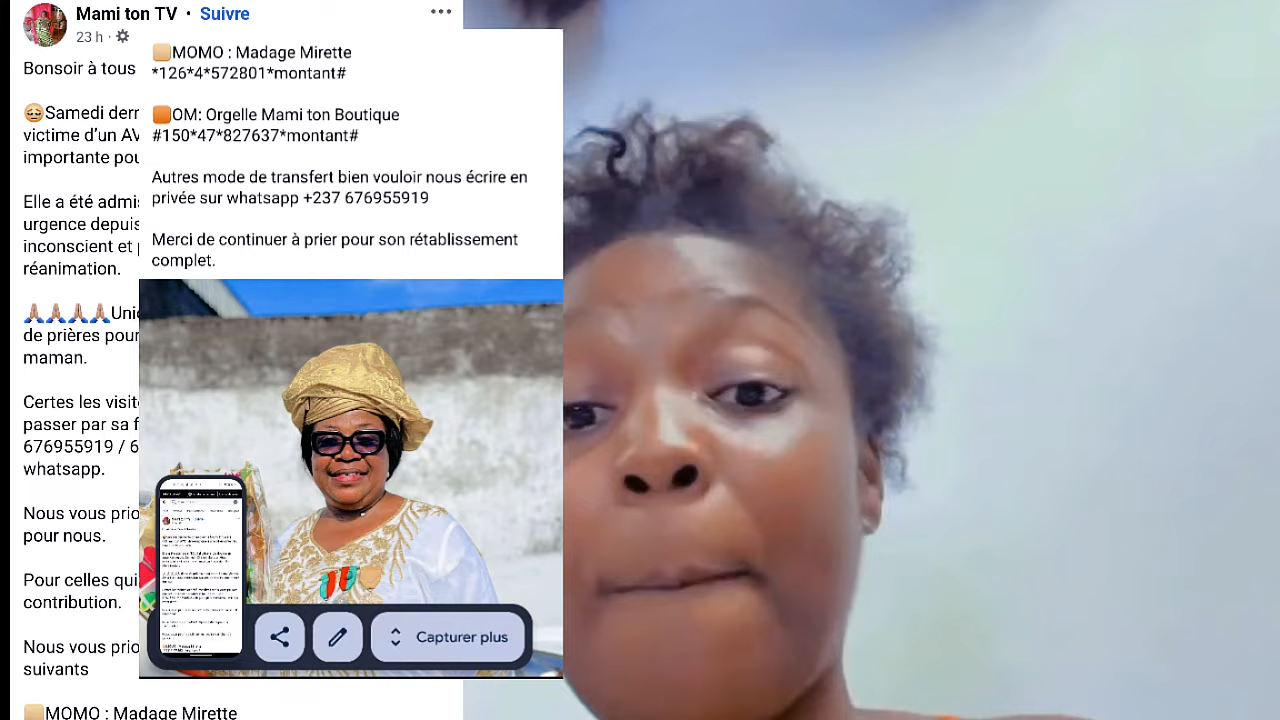 Mami ton TV • Suivre
23 h ·
Bonsoir à tous
Samedi derr
victime d'un AV
importante pou
Elle a été admi
urgence depuis
inconscient et
réanimation.
de prières pour
maman.
Certes les visit
passer par sa f
676955919 / 6
whatsapp.
Nous vous prio
pour nous.
Pour celles qui
contribution.
Nous vous prio
suivants
MOMO : Madage Mirette
MOMO : Madage Mirette
*126*4*572801*montant#
OM: Orgelle Mami ton Boutique
#150*47*827637*montant#
Autres mode de transfert bien vouloir nous écrire en
privée sur whatsapp +237 676955919
Merci de continuer à prier pour son rétablissement
complet.
Capturer plus